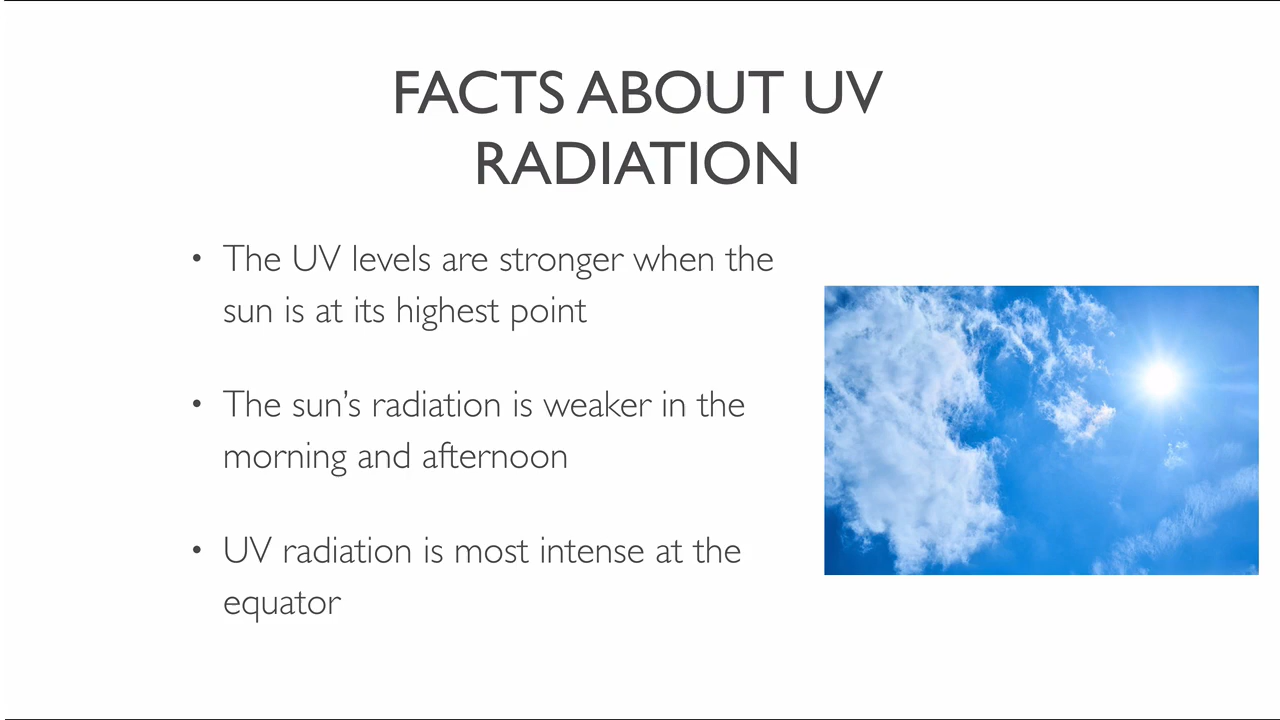 FACTS ABOUT UV
RADIATION
• The UV levels are stronger when the
sun is at its highest point
• The sun’s radiation is weaker in the
morning and afternoon
• UV radiation is most intense at the
equator